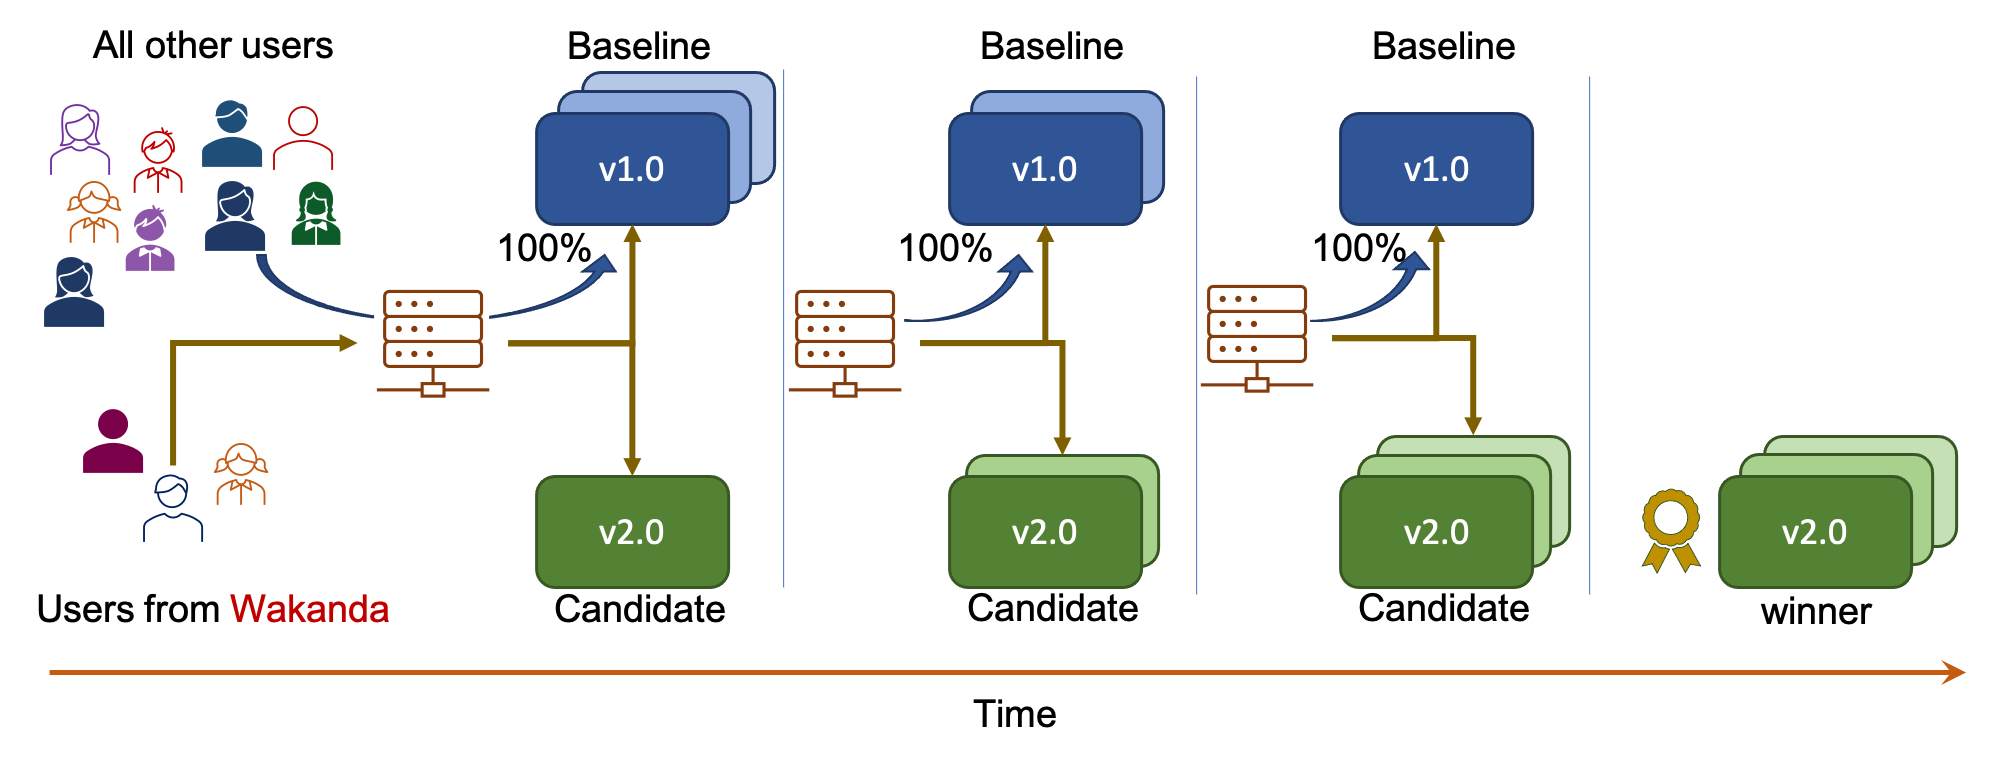 All other users
Baseline
Baseline
Baseline
v1.0
v1.0
v1.0
100%
100%
100%
v2.0
v2.0
v2.0
v2.0
Users from Wakanda
Candidate
Candidate
Candidate
winner
Time